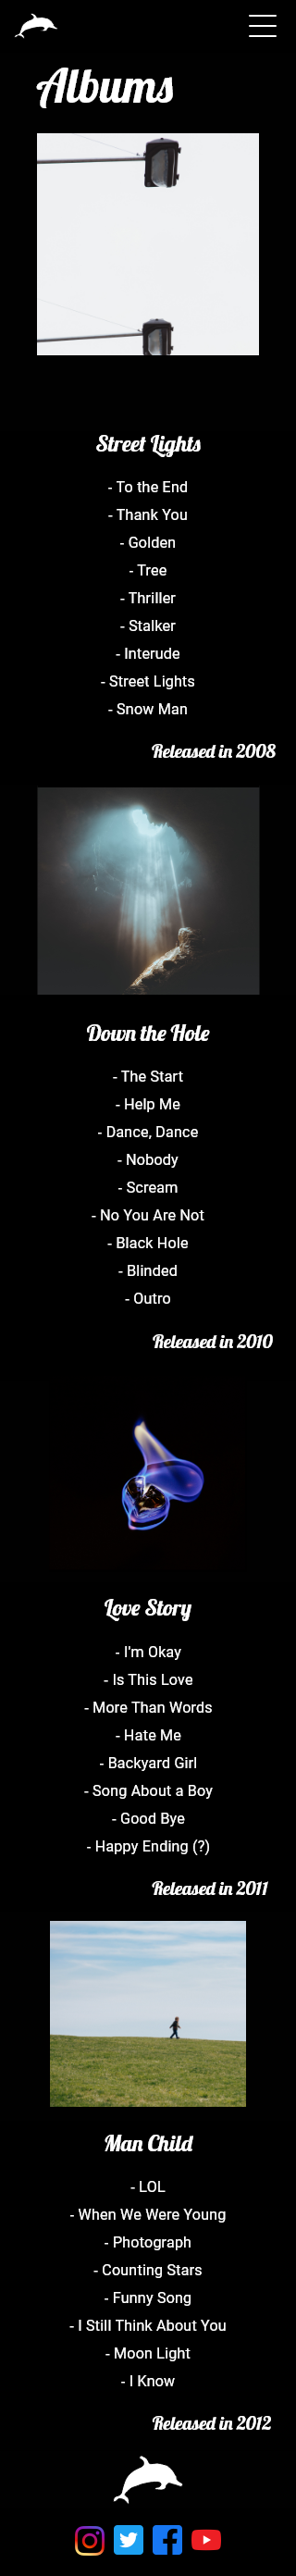 Albums
Street Lights
- To the End
- Thank You
- Golden
- Tree
- Thriller
- Stalker
- Interude
- Street Lights
- Snow Man
Released in 2008
Down the Hole
- The Start
- Help Me
- Dance, Dance
- Nobody
- Scream
- No You Are Not
- Black Hole
- Blinded
- Outro
Released in 2010
Love Story
- I'm Okay
- Is This Love
- More Than Words
- Hate Me
- Backyard Girl
- Song About a Boy
- Good Bye
- Happy Ending (?)
Released in 2011
Man Child
- LOL
- When We Were Young
- Photograph
- Counting Stars
- Funny Song
- I Still Think About You
- Moon Light
- I Know
Released in 2012